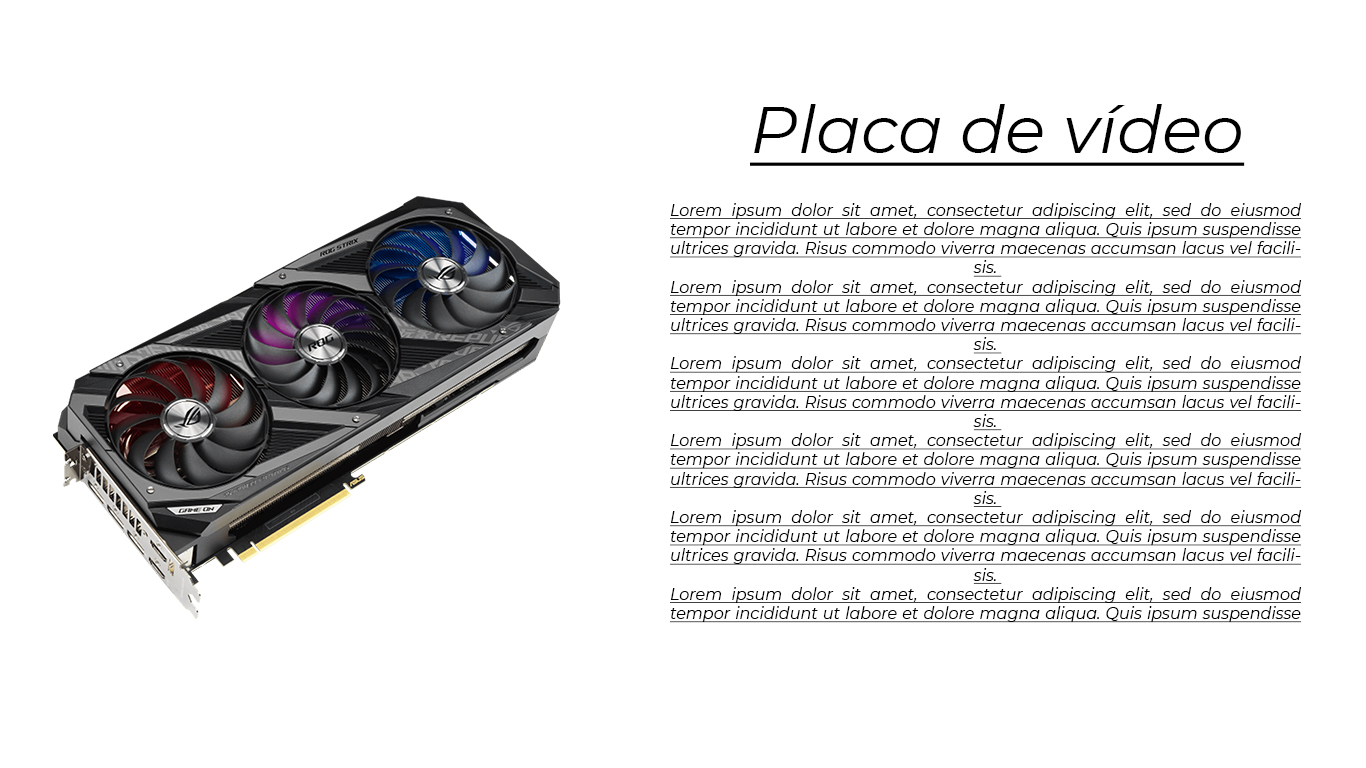 Placa de vídeo
Lorem ipsum dolor sit amet, consectetur adipiscing elit, sed do eiusmod
tempor incididunt ut labore et dolore magna aliqua. Quis ipsum suspendisse
ultrices gravida. Risus commodo viverra maecenas accumsan lacus vel facili-
sis.
Lorem ipsum dolor sit amet, consectetur adipiscing elit, sed do eiusmod
tempor incididunt ut labore et dolore magna aliqua. Quis ipsum suspendisse
ultrices gravida. Risus commodo viverra maecenas accumsan lacus vel facili-
sis.
Lorem ipsum dolor sit amet, consectetur adipiscing elit, sed do eiusmod
tempor incididunt ut labore et dolore magna aliqua. Quis ipsum suspendisse
ultrices gravida. Risus commodo viverra maecenas accumsan lacus vel facili-
sis.
Lorem ipsum dolor sit amet, consectetur adipiscing elit, sed do eiusmod
tempor incididunt ut labore et dolore magna aliqua. Quis ipsum suspendisse
ultrices gravida. Risus commodo viverra maecenas accumsan lacus vel facili-
sis.
Lorem ipsum dolor sit amet, consectetur adipiscing elit, sed do eiusmod
tempor incididunt ut labore et dolore magna aliqua. Quis ipsum suspendisse
ultrices gravida. Risus commodo viverra maecenas accumsan lacus vel facili-
sis.
Lorem ipsum dolor sit amet, consectetur adipiscing elit, sed do eiusmod
tempor incididunt ut labore et dolore magna aliqua. Quis ipsum suspendisse
ROG STRIX
ROG
GAME ON